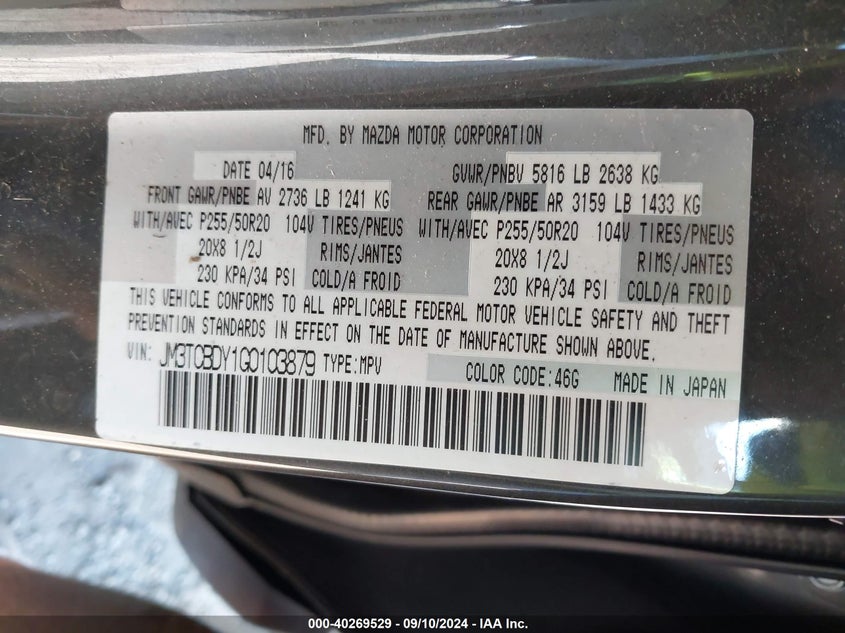 MFD. BY MAZDA MOTOR CORPORATION
DATE 04/16 GVWR/PNBV 5816 LB 2638 KG
FRONT GAWR/PNBE AV 2736 LB 1241 KG REAR GAWR/PNBE AR 3159 LB 1433 KG
WITH/AVEC P255/50R20 104V TIRES/PNEUS WITH/AVEC P255/50R20 104V TIRES/PNEUS
20X8 1/2J RIMS/JANTES 20X8 1/2J RIMS/JANTES
230 KPA/34 PSI COLD/A FROID 230 KPA/34 PSI COLD/A FROID
THIS VEHICLE CONFORMS TO ALL APPLICABLE FEDERAL MOTOR VEHICLE SAFETY AND THEFT
PREVENTION STANDARDS IN EFFECT ON THE DATE OF MANUFACTURE SHOWN ABOVE.
VIN: JM3TCBDY1G0103879 TYPE:MPV COLOR CODE:46G MADE IN JAPAN
000-40269529 - 09/10/2024 - IAA Inc.